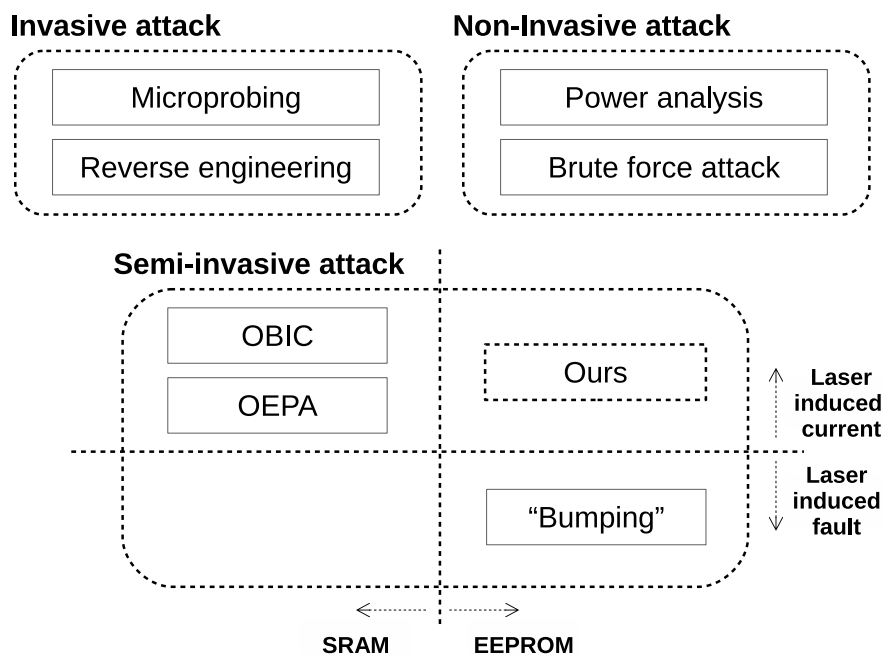 Invasive attack
Non-Invasive attack
Microprobing
Power analysis
Reverse engineering
Brute force attack
Semi-invasive attack
OBIC
Ours
OEPA
Laser
induced
current
Laser
induced
fault
“Bumping”
SRAM
EEPROM